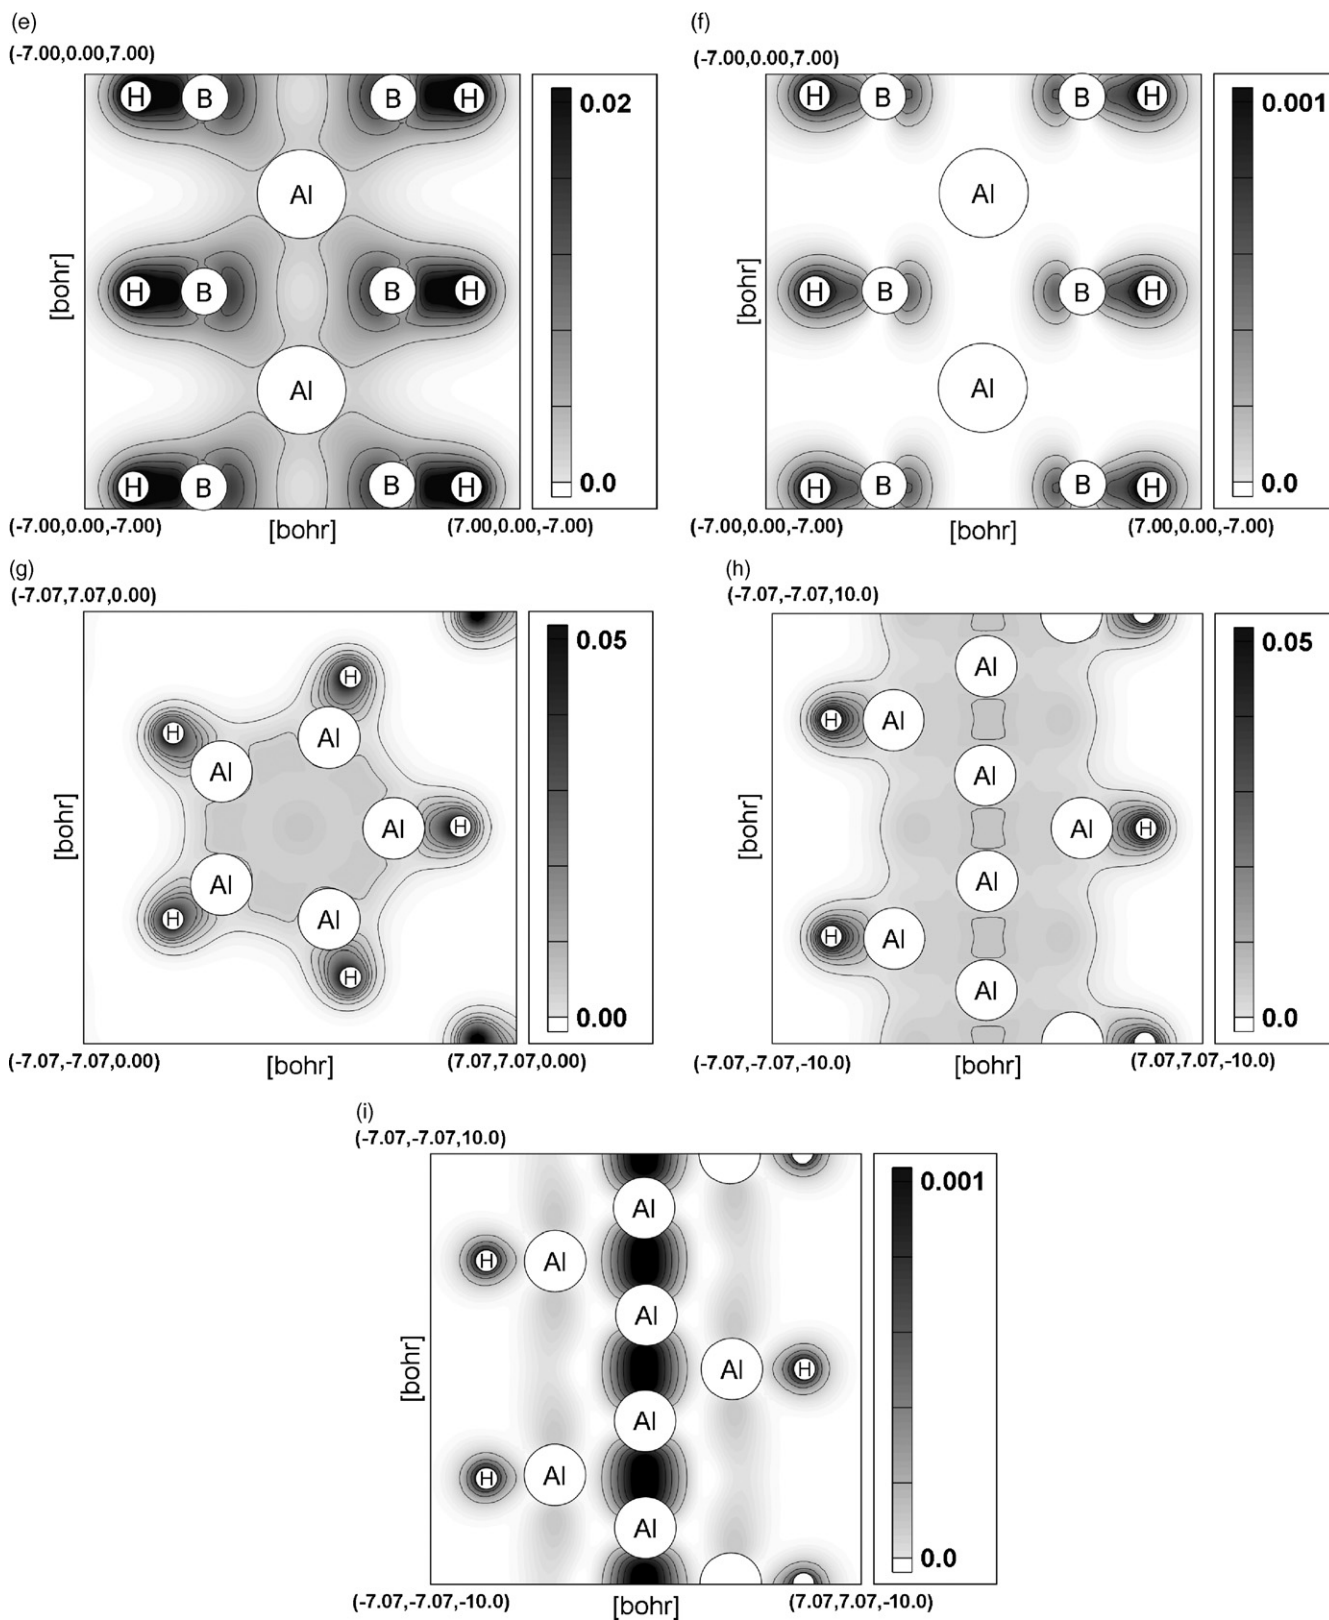 (e)
(-7.00,0.00,7.00)
H B B H
Al
H B B H
Al
H B B H
[bohr]
0.02
0.0
(-7.00,0.00,-7.00) [bohr] (7.00,0.00,-7.00)
(f)
(-7.00,0.00,7.00)
H B B H
Al
H B B H
Al
H B B H
[bohr]
0.001
0.0
(-7.00,0.00,-7.00) [bohr] (7.00,0.00,-7.00)
(g)
(-7.07,7.07,0.00)
H
H Al
Al
Al H
Al
H Al
H
[bohr]
0.05
0.00
(-7.07,-7.07,0.00) [bohr] (7.07,7.07,0.00)
(h)
(-7.07,-7.07,10.0)
Al
H Al
Al
Al H
Al
H Al
Al
[bohr]
0.05
0.0
(-7.07,-7.07,-10.0) [bohr] (7.07,7.07,-10.0)
(i)
(-7.07,-7.07,10.0)
Al
H Al
Al
Al H
Al
H Al
Al
[bohr]
0.001
0.0
(-7.07,-7.07,-10.0) [bohr] (7.07,7.07,-10.0)